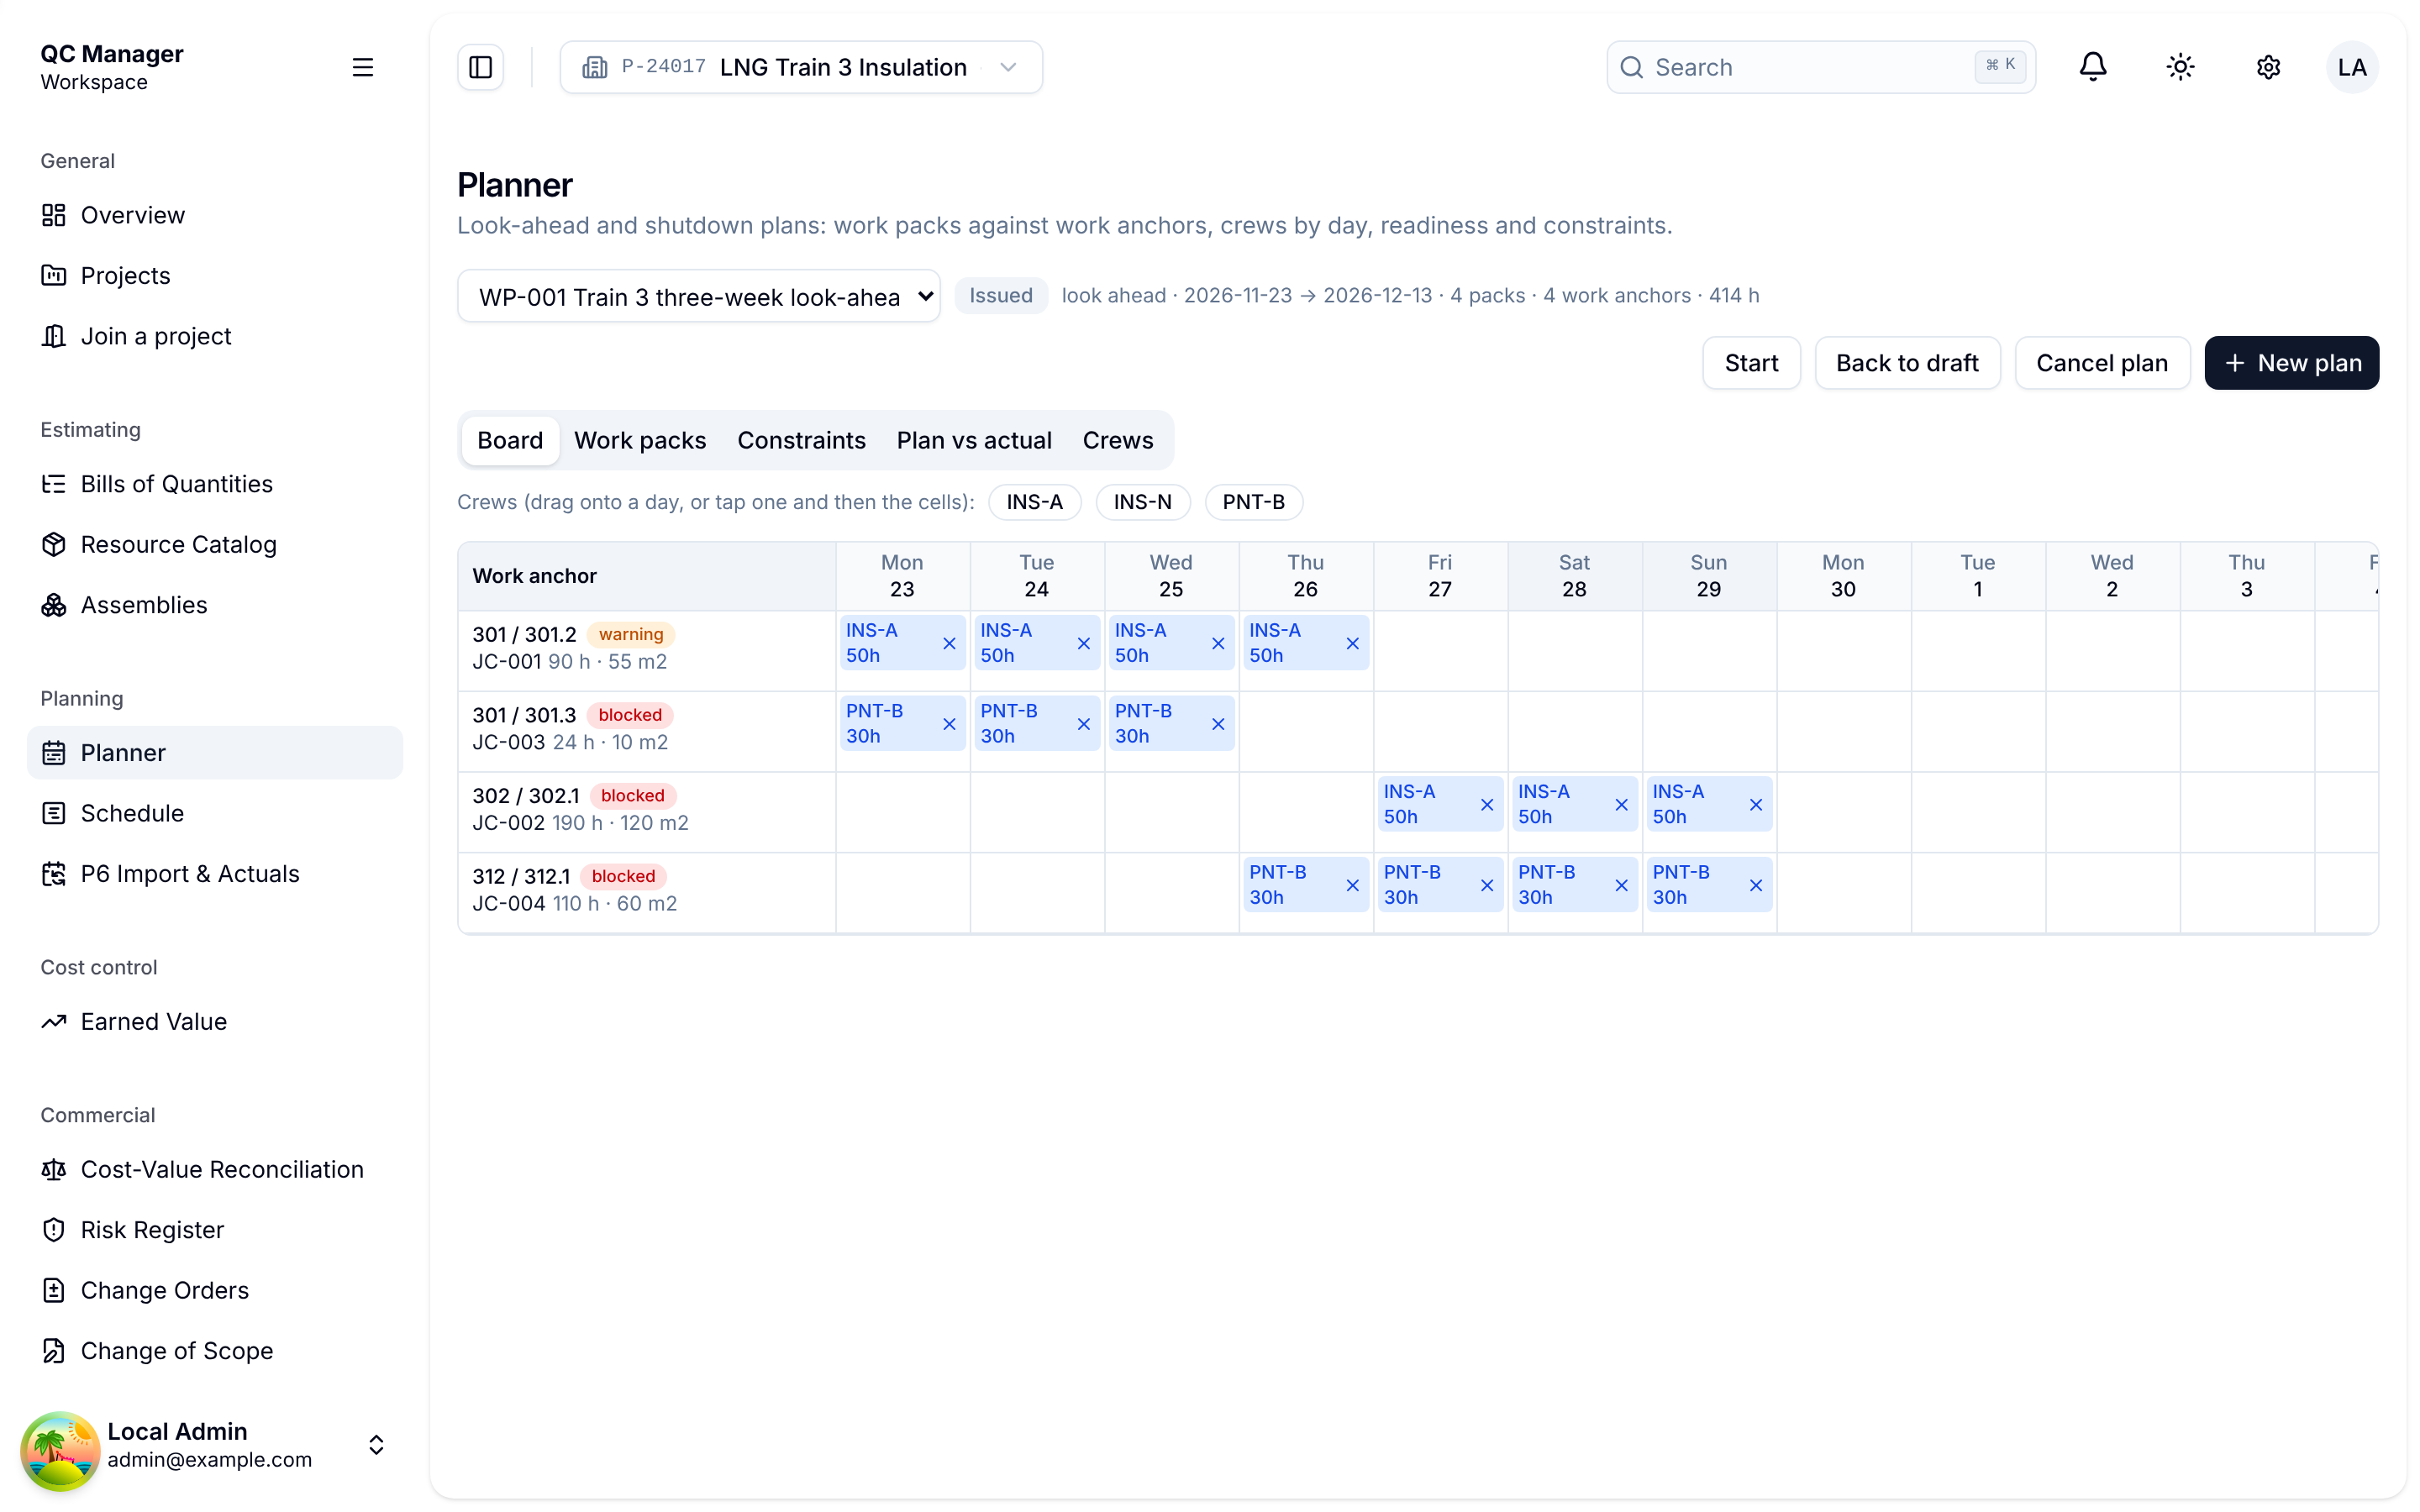 QC Manager
Workspace
General
Overview
Projects
Join a project
Estimating
Bills of Quantities
Resource Catalog
Assemblies
Planning
Planner
Schedule
P6 Import & Actuals
Cost control
Earned Value
Commercial
Cost-Value Reconciliation
Risk Register
Change Orders
Change of Scope
Local Admin
admin@example.com
P-24017 LNG Train 3 Insulation
Search ⌘ K
LA
Planner
Look-ahead and shutdown plans: work packs against work anchors, crews by day, readiness and constraints.
WP-001 Train 3 three-week look-ahea Issued look ahead · 2026-11-23 → 2026-12-13 · 4 packs · 4 work anchors · 414 h
Start Back to draft Cancel plan + New plan
Board Work packs Constraints Plan vs actual Crews
Crews (drag onto a day, or tap one and then the cells): INS-A INS-N PNT-B
Work anchor
Mon Tue Wed Thu Fri Sat Sun Mon Tue Wed Thu
23 24 25 26 27 28 29 30 1 2 3
301 / 301.2 warning
JC-001 90 h · 55 m2
INS-A INS-A INS-A INS-A
50h 50h 50h 50h
301 / 301.3 blocked
JC-003 24 h · 10 m2
PNT-B PNT-B PNT-B
30h 30h 30h
302 / 302.1 blocked
JC-002 190 h · 120 m2
INS-A INS-A INS-A
50h 50h 50h
312 / 312.1 blocked
JC-004 110 h · 60 m2
PNT-B PNT-B PNT-B PNT-B
30h 30h 30h 30h